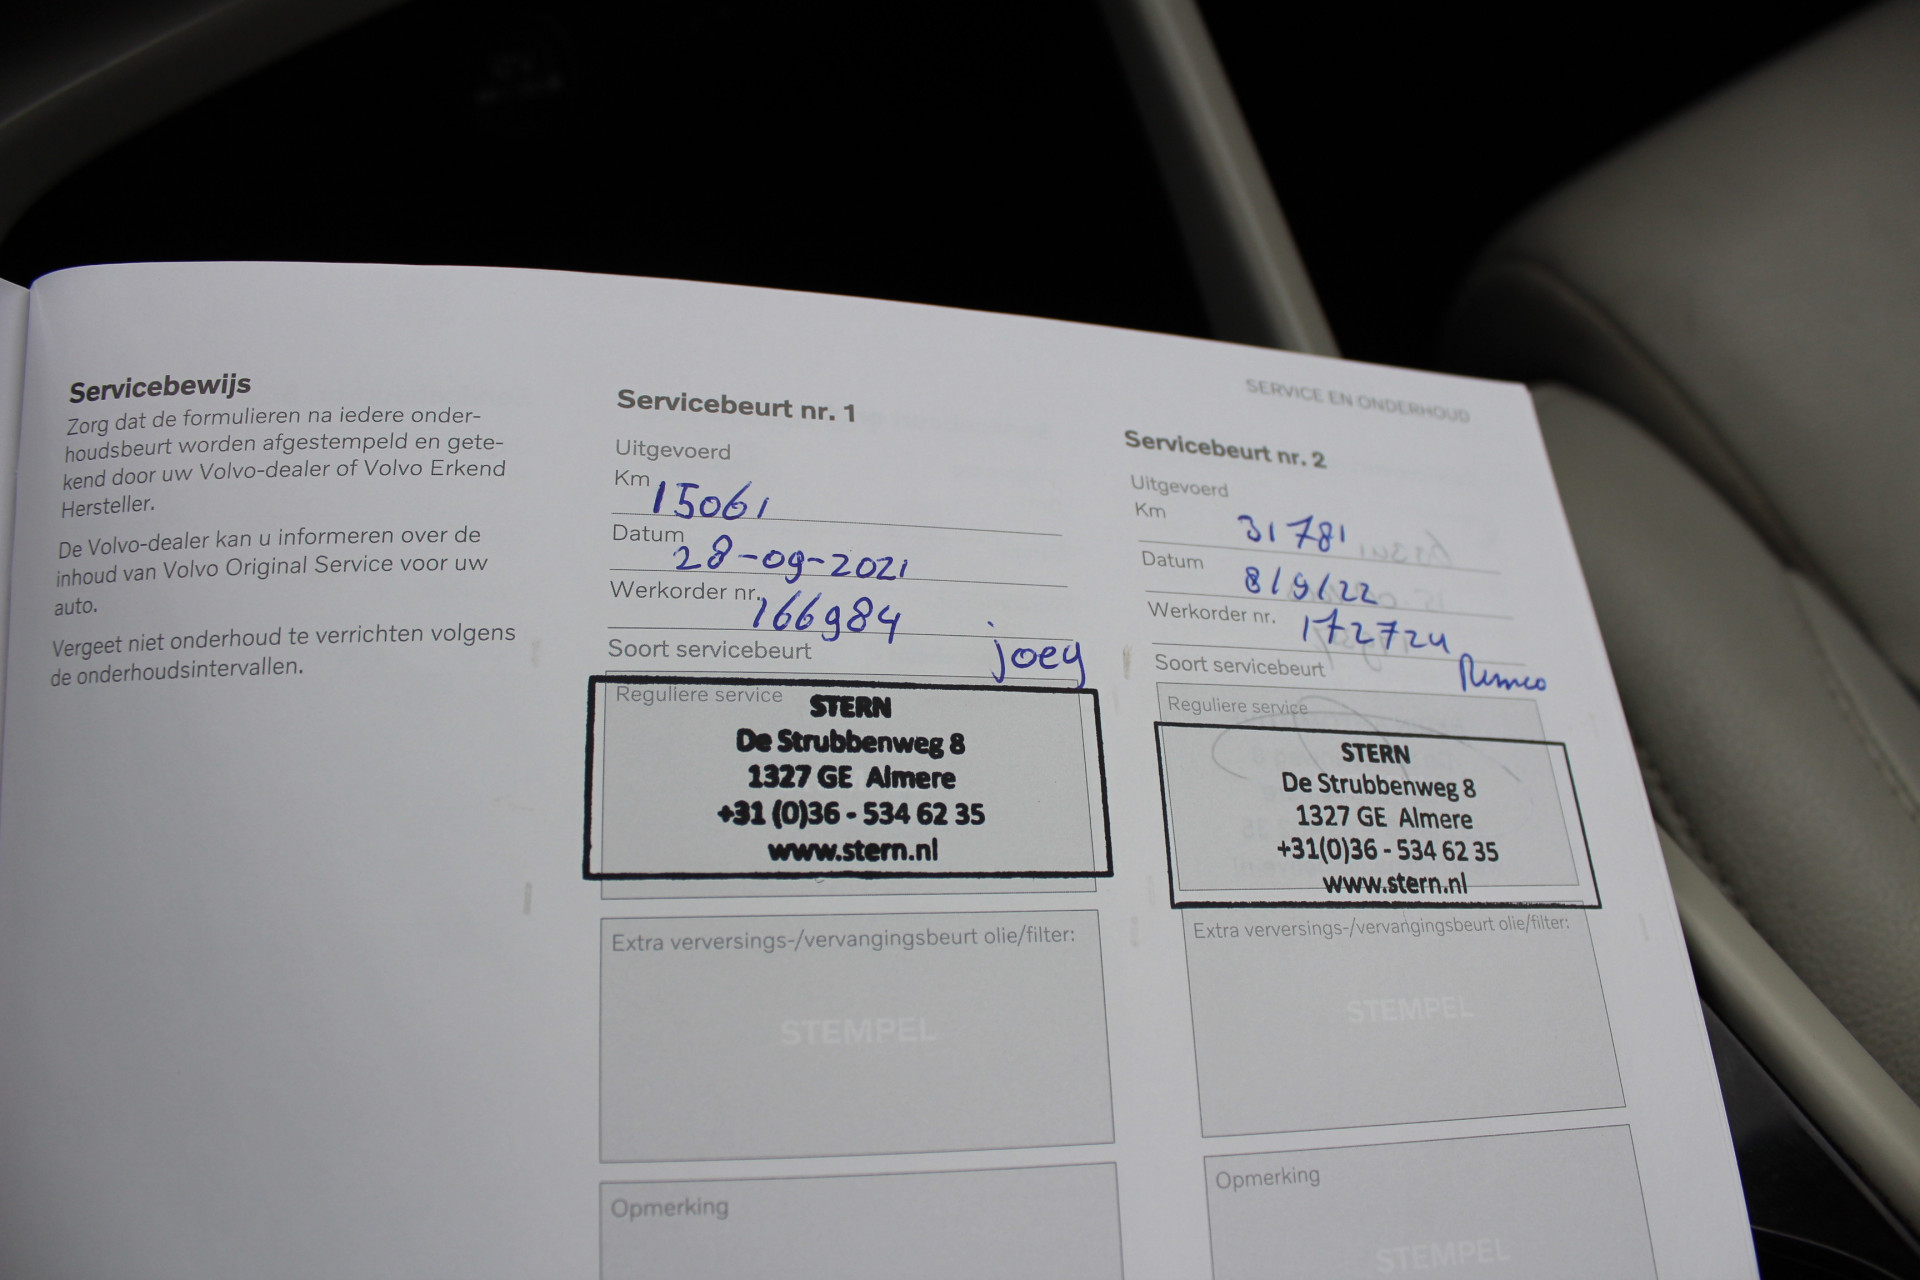 SERVICE EN ONDERHOUD
Servicebewijs
Zorg dat de formulieren na iedere onder-
houdsbeurt worden afgestempeld en gete-
kend door uw Volvo-dealer of Volvo Erkend
Hersteller.
De Volvo-dealer kan u informeren over de
inhoud van Volvo Original Service voor uw
auto.
Vergeet niet onderhoud te verrichten volgens
de onderhoudsintervallen.
Servicebeurt nr. 1
Uitgevoerd
Km 15061
Datum 28-09-2021
Werkorder nr. 166984
Soort servicebeurt joey
Reguliere service
STERN
De Strubbenweg 8
1327 GE Almere
+31 (0)36 - 534 62 35
www.stern.nl
Extra verversings-/vervangingsbeurt olie/filter:
STEMPEL
Opmerking
Servicebeurt nr. 2
Uitgevoerd
Km 31781
Datum 8/9/22
Werkorder nr. 172724
Soort servicebeurt Remco
Reguliere service
STERN
De Strubbenweg 8
1327 GE Almere
+31(0)36 - 534 62 35
www.stern.nl
Extra verversings-/vervangingsbeurt olie/filter:
STEMPEL
Opmerking
STEMPEL